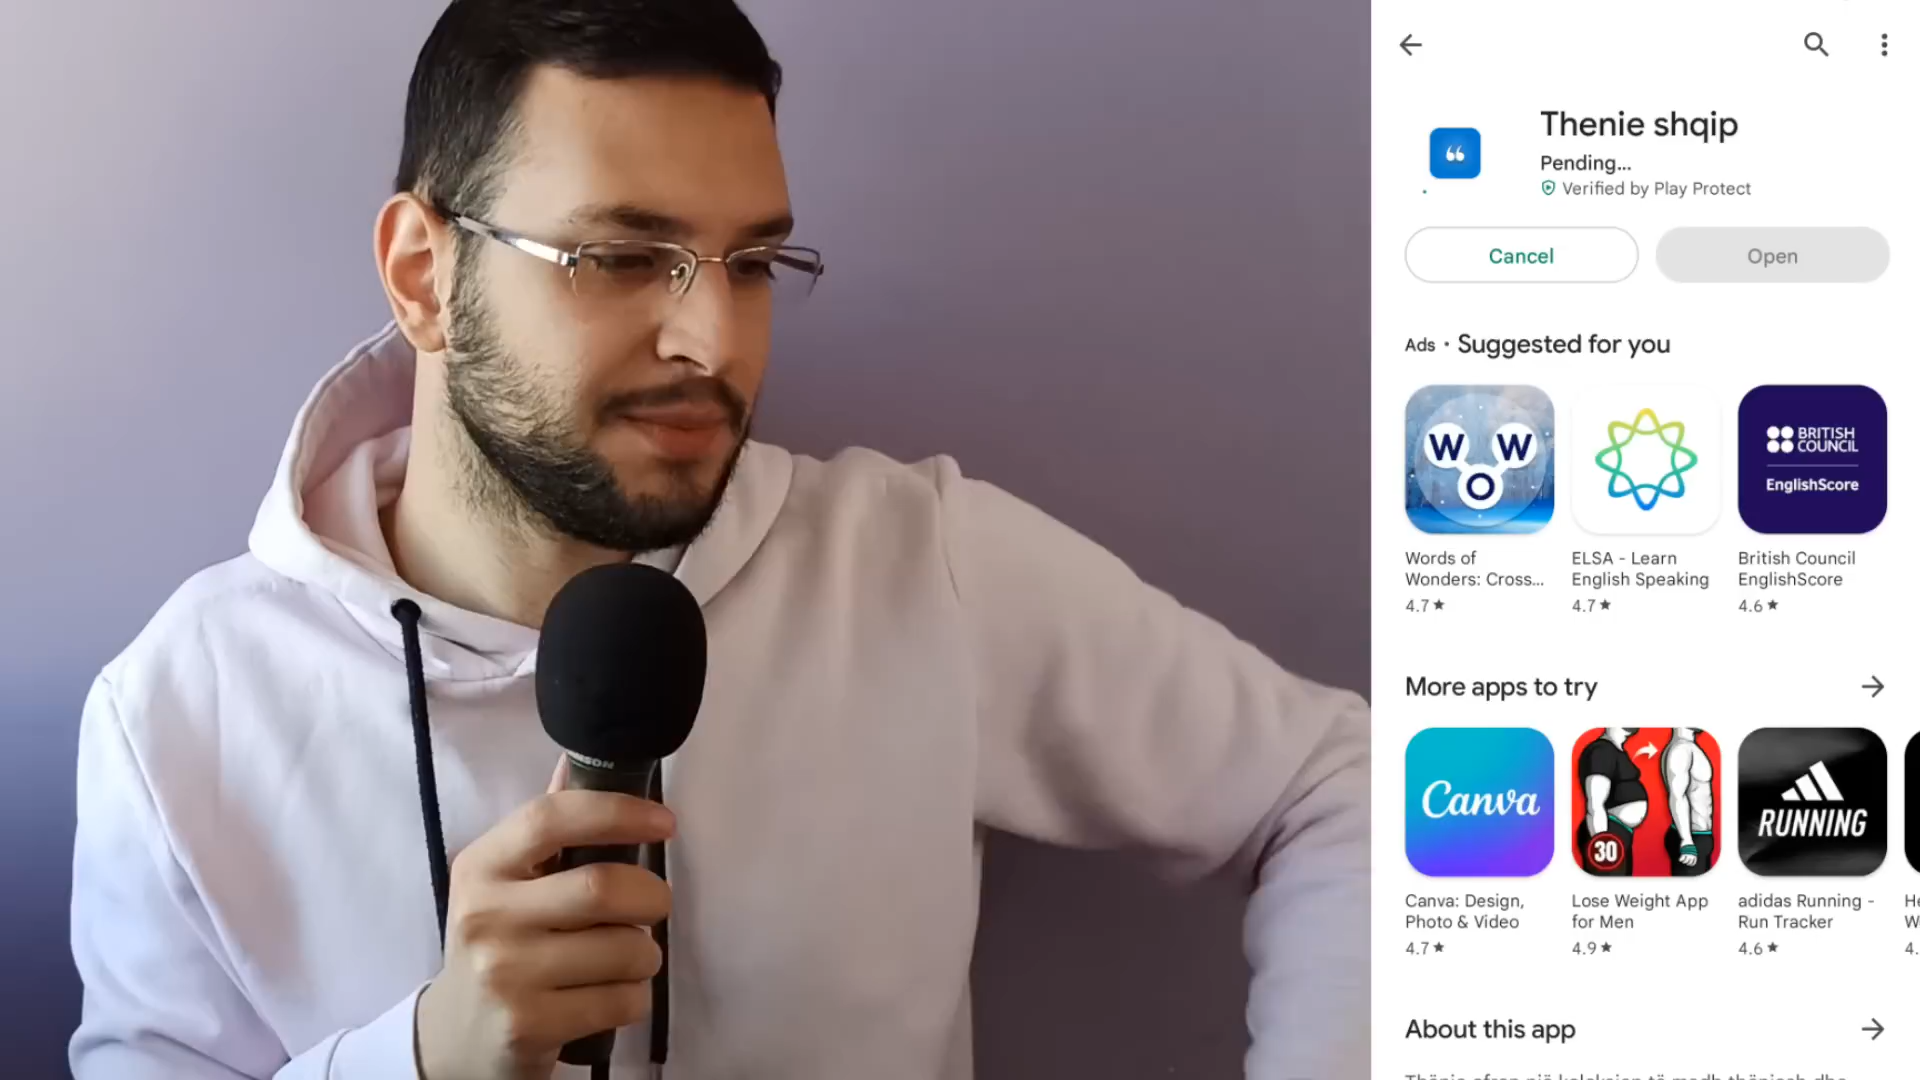 Thenie shqip
Pending...
Verified by Play Protect
Cancel
Open
Ads • Suggested for you
W W O
BRITISH
COUNCIL
EnglishScore
Words of
Wonders: Cross...
4.7★
ELSA - Learn
English Speaking
4.7★
British Council
EnglishScore
4.6★
More apps to try
Canva
30
RUNNING
Canva: Design,
Photo & Video
4.7★
Lose Weight App
for Men
4.9★
adidas Running -
Run Tracker
4.6★
About this app